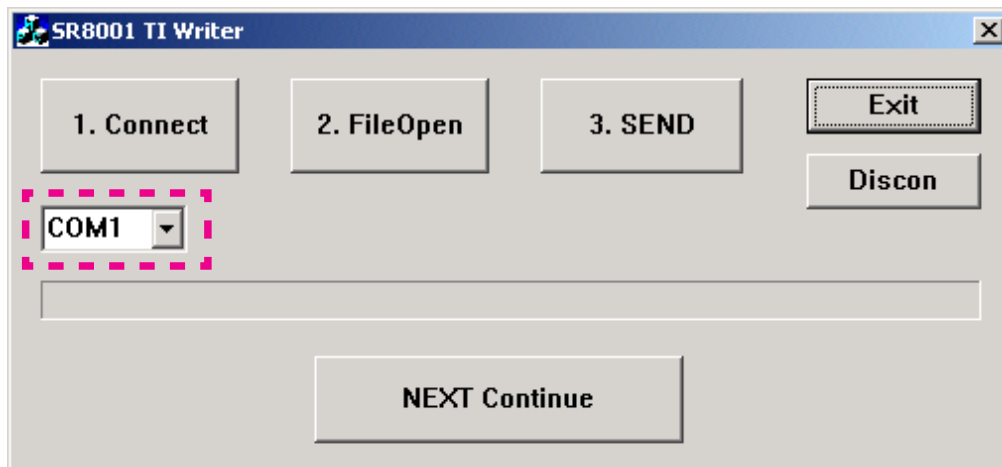 SR8001 TI Writer
1. Connect
2. FileOpen
3. SEND
Exit
Discon
COM1
NEXT Continue